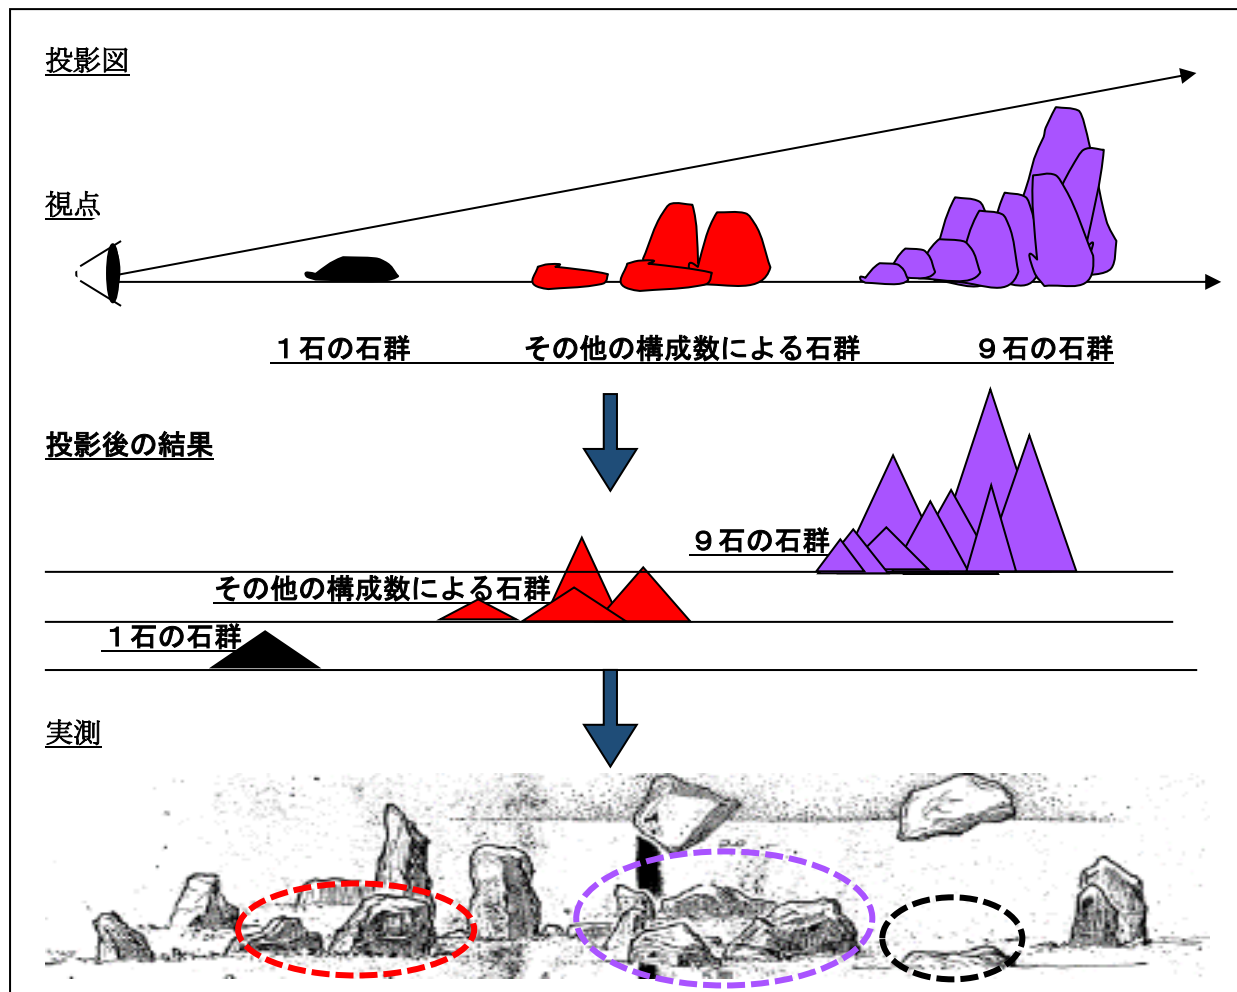 投影図
視点
１石の石群　その他の構成数による石群　９石の石群
投影後の結果
９石の石群
その他の構成数による石群
１石の石群
実測